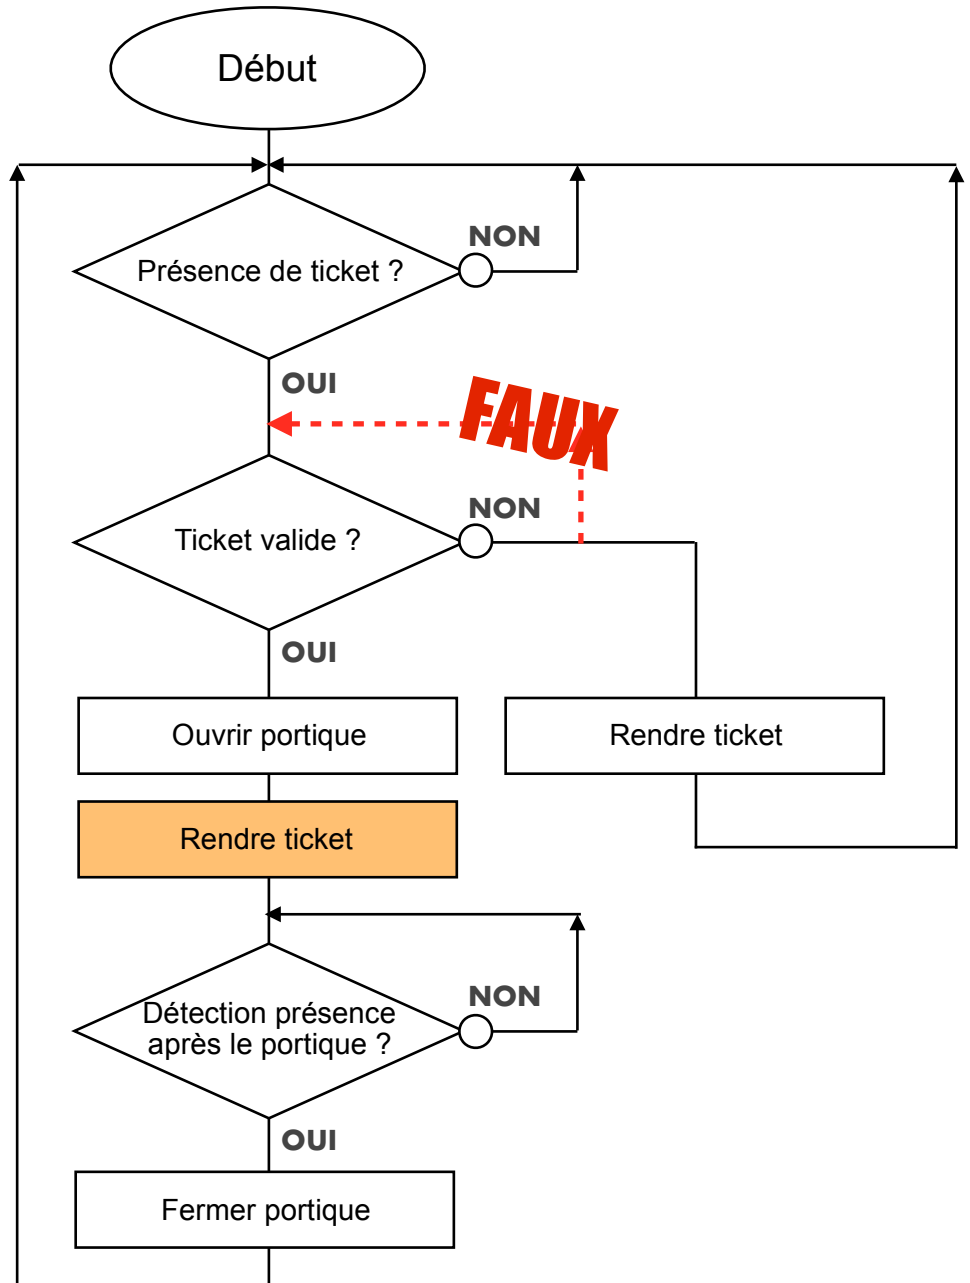 Début
NON
Présence de ticket ?
OUI
FAUX
NON
Ticket valide ?
OUI
Ouvrir portique
Rendre ticket
Rendre ticket
NON
Détection présence
après le portique ?
OUI
Fermer portique